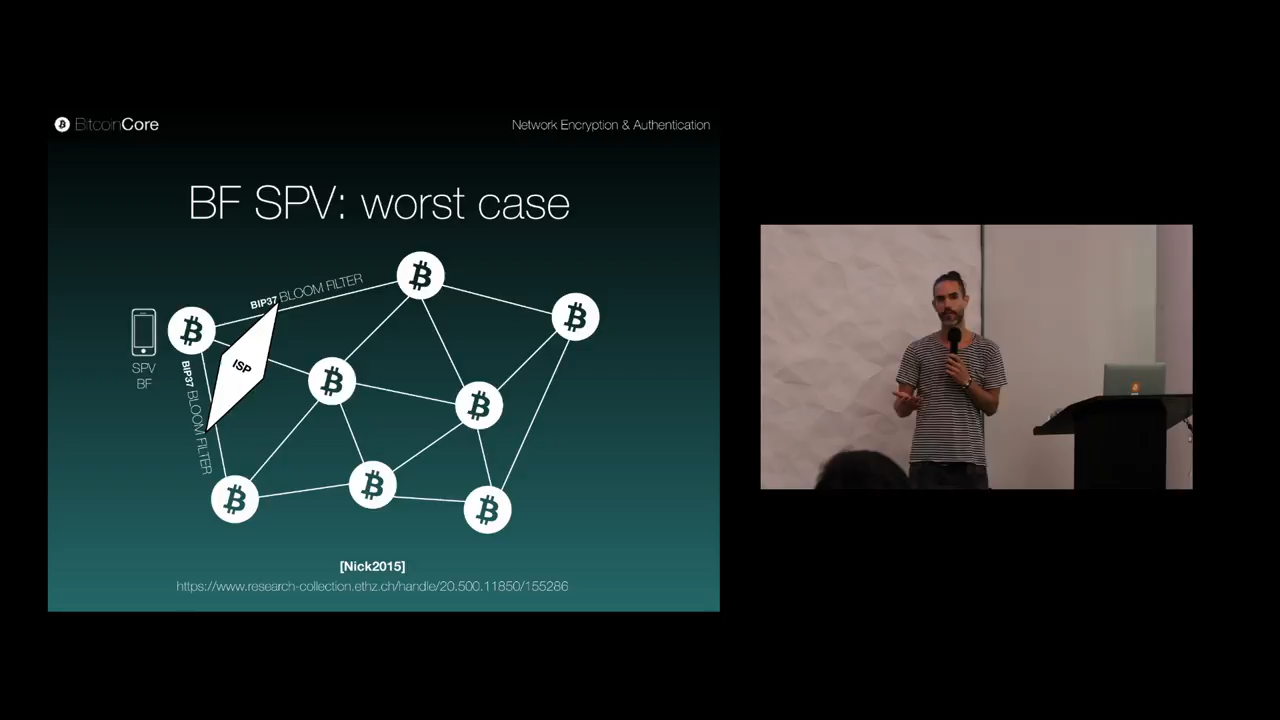 BitcoinCore
Network Encryption & Authentication
BF SPV: worst case
BIP37 BLOOM FILTER
ISP
SPV
BF
BIP37 BLOOM FILTER
[Nick2015]
https://www.research-collection.ethz.ch/handle/20.500.11850/155286